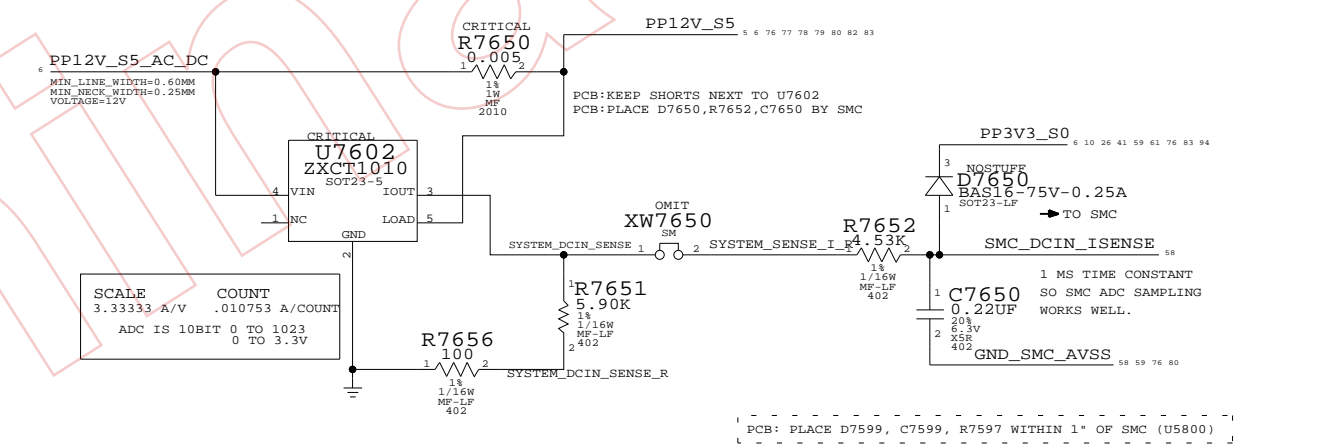 PP12V_S5
5 6 76 77 78 79 80 82 83
CRITICAL
R7650
0.005
1 2
1%
1W
MF
2010
6
PP12V_S5_AC_DC
MIN_LINE_WIDTH=0.60MM
MIN_NECK_WIDTH=0.25MM
VOLTAGE=12V
PCB:KEEP SHORTS NEXT TO U7602
PCB:PLACE D7650,R7652,C7650 BY SMC
CRITICAL
U7602
ZXCT1010
SOT23-5
4 VIN IOUT 3
1 NC LOAD 5
GND
2
PP3V3_S0
6 10 26 41 59 61 76 83 94
3
NOSTUFF
D7650
BAS16-75V-0.25A
SOT23-LF
1
TO SMC
OMIT
XW7650
SM
1 2
SYSTEM_DCIN_SENSE
SYSTEM_SENSE_I_R
R7652
4.53K
1 2
1%
1/16W
MF-LF
402
SMC_DCIN_ISENSE
58
1 MS TIME CONSTANT
SO SMC ADC SAMPLING
WORKS WELL.
1
C7650
0.22UF
20%
6.3V
X5R
402
2
GND_SMC_AVSS
58 59 76 80
1
R7651
5.90K
1%
1/16W
MF-LF
402
2
SCALE COUNT
3.33333 A/V .010753 A/COUNT
ADC IS 10BIT 0 TO 1023
0 TO 3.3V
R7656
100
1 2
1%
1/16W
MF-LF
402
SYSTEM_DCIN_SENSE_R
PCB: PLACE D7599, C7599, R7597 WITHIN 1" OF SMC (U5800)